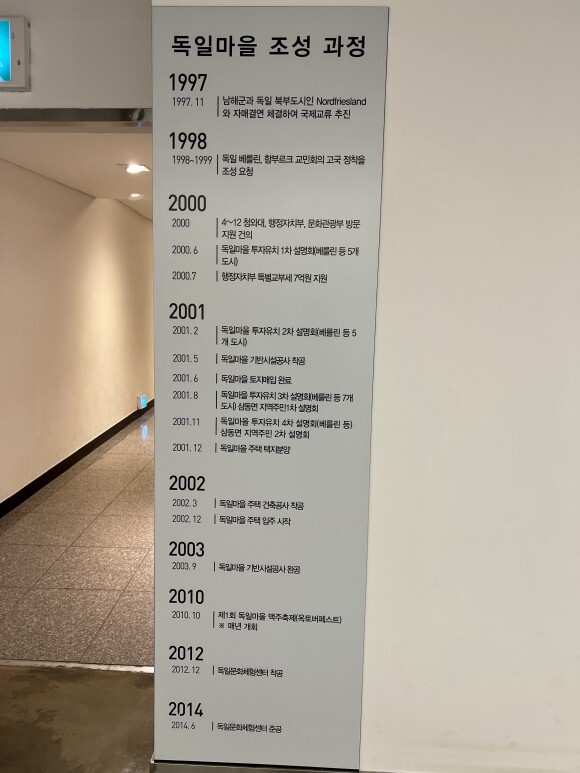 독일마을 조성 과정
1997
1997. 11 남해군과 독일 북부도시인 Nordfriesland
와 자매결연 체결하여 국제교류 추진
1998
1998~1999 독일 베를린, 함부르크 교민회의 고국 정착을
조성 요청
2000
2000 4~12 청와대, 행정자치부, 문화관광부 방문
지원 건의
2000. 6 독일마을 투자유치 1차 설명회(베를린 등 5개
도시)
2000.7 행정자치부 특별교부세 7억원 지원
2001
2001. 2 독일마을 투자유치 2차 설명회(베를린 등 5
개 도시)
2001. 5 독일마을 기반시설공사 착공
2001. 6 독일마을 토지매입 완료
2001. 8 독일마을 투자유치 3차 설명회(베를린 등 7개
도시) 삼동면 지역주민1차 설명회
2001.11 독일마을 투자유치 4차 설명회(베를린 등)
삼동면 지역주민 2차 설명회
2001. 12 독일마을 주택 택지분양
2002
2002. 3 독일마을 주택 건축공사 착공
2002. 12 독일마을 주택 입주 시작
2003
2003. 9 독일마을 기반시설공사 완공
2010
2010. 10 제1회 독일마을 맥주축제(옥토버페스트)
※ 매년 개회
2012
2012. 12 독일문화체험센터 착공
2014
2014. 6 독일문화체험센터 준공